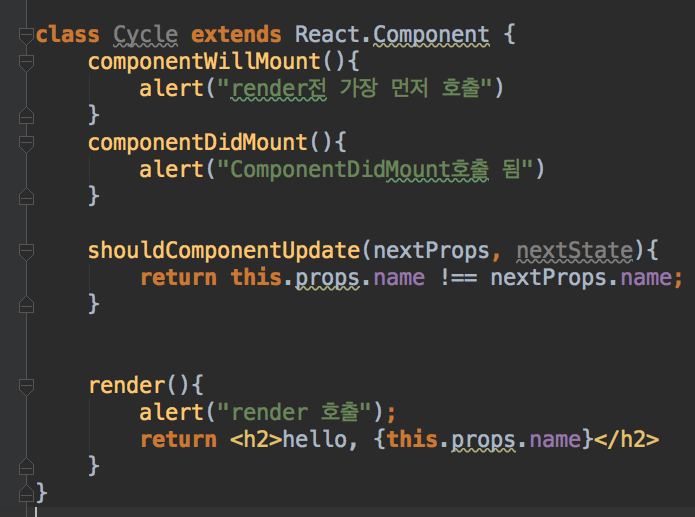 class Cycle extends React.Component {
componentWillMount(){
alert("render전 가장 먼저 호출")
}
componentDidMount(){
alert("ComponentDidMount호출 됨")
}
shouldComponentUpdate(nextProps, nextState){
return this.props.name !== nextProps.name;
}
render(){
alert("render 호출");
return <h2>hello, {this.props.name}</h2>
}
}